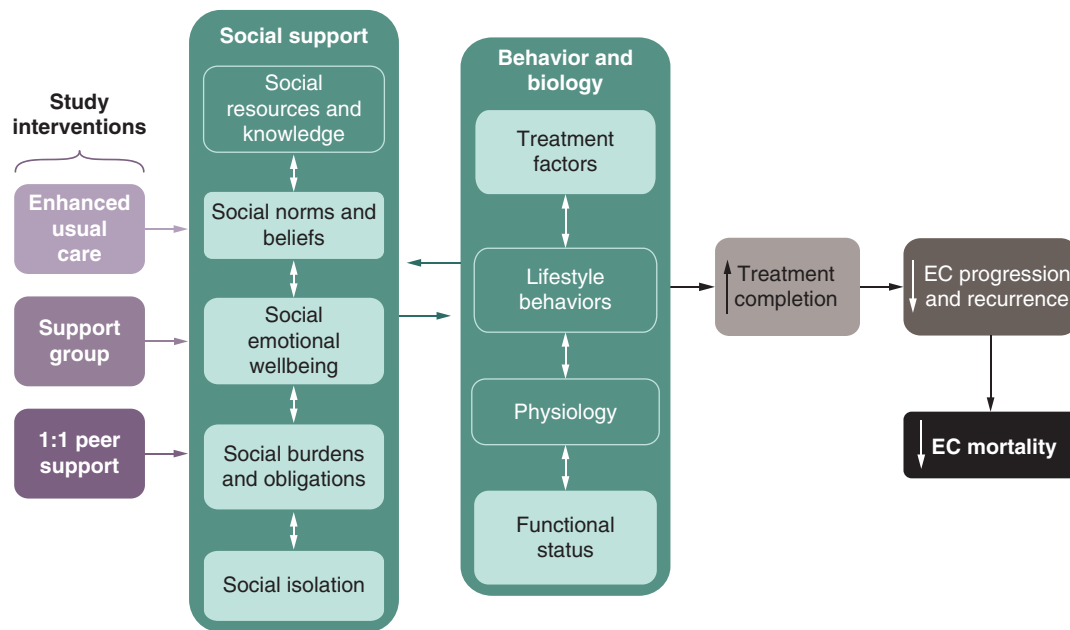 Study
interventions
Enhanced
usual
care
Support
group
1:1 peer
support
Social support
Social
resources and
knowledge
Social norms and
beliefs
Social
emotional
wellbeing
Social burdens
and obligations
Social isolation
Behavior and
biology
Treatment
factors
Lifestyle
behaviors
Physiology
Functional
status
Treatment
completion
EC progression
and recurrence
EC mortality